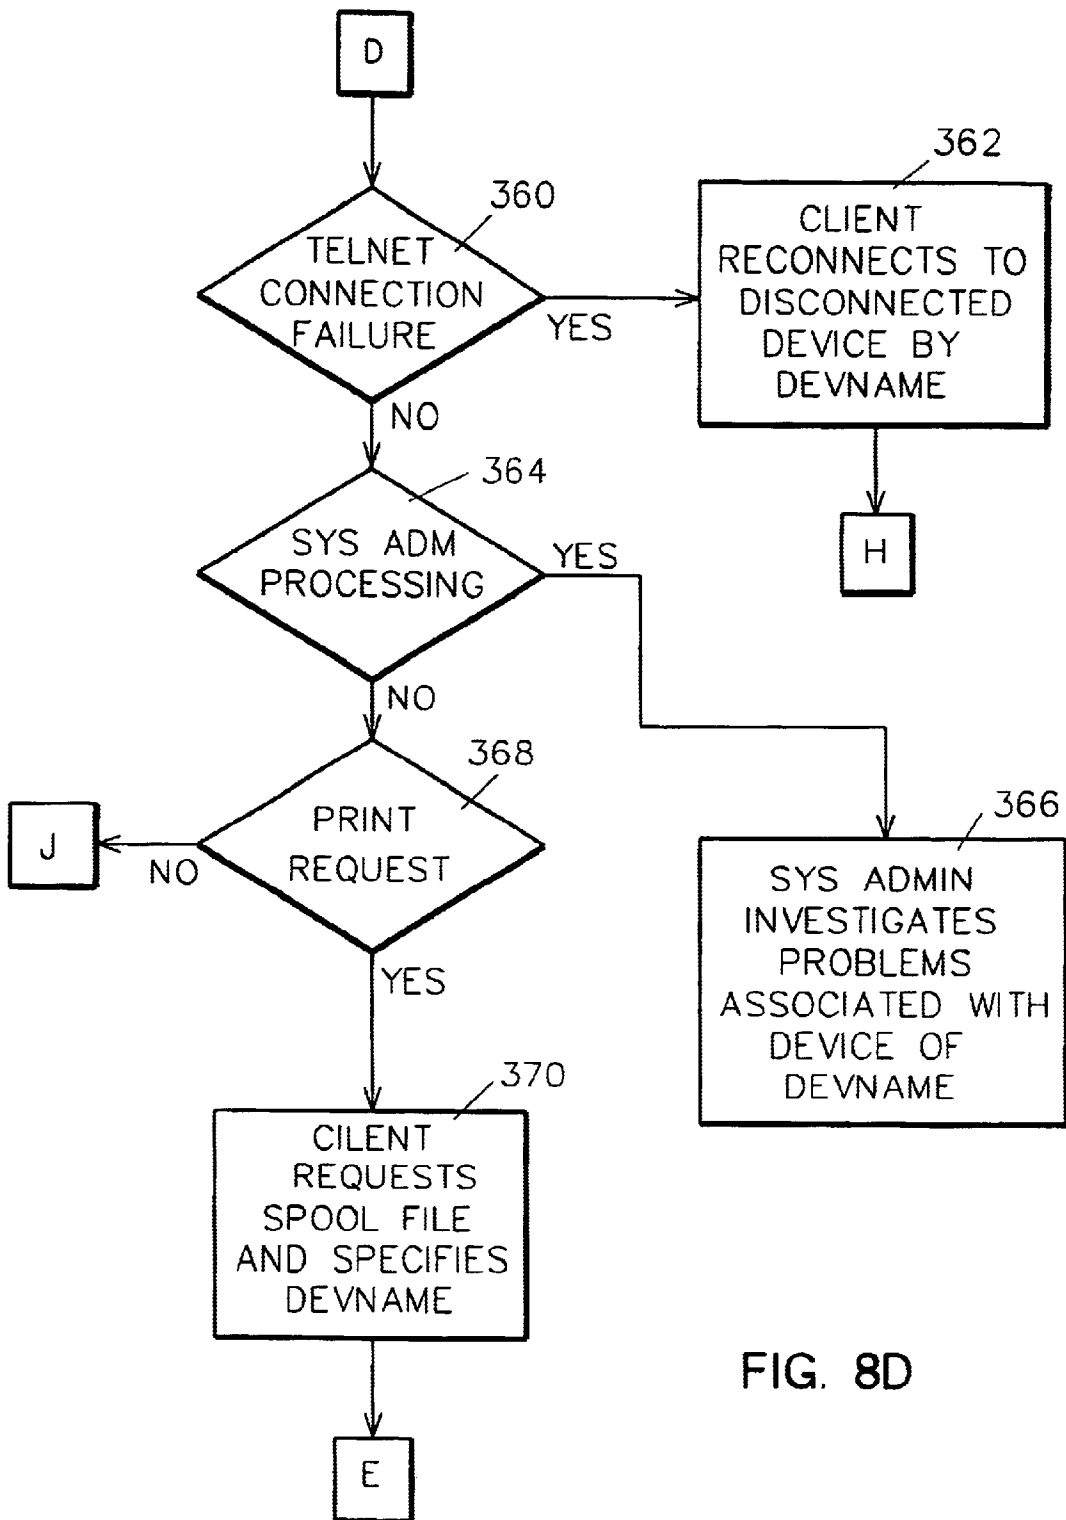 D
360
TELNET
CONNECTION
FAILURE
YES
NO
362
CLIENT
RECONNECTS TO
DISCONNECTED
DEVICE BY
DEVNAME
H
364
SYS ADM
PROCESSING
YES
NO
366
SYS ADMIN
INVESTIGATES
PROBLEMS
ASSOCIATED WITH
DEVICE OF
DEVNAME
368
PRINT
REQUEST
NO
J
YES
370
CILENT
REQUESTS
SPOOL FILE
AND SPECIFIES
DEVNAME
E
FIG. 8D